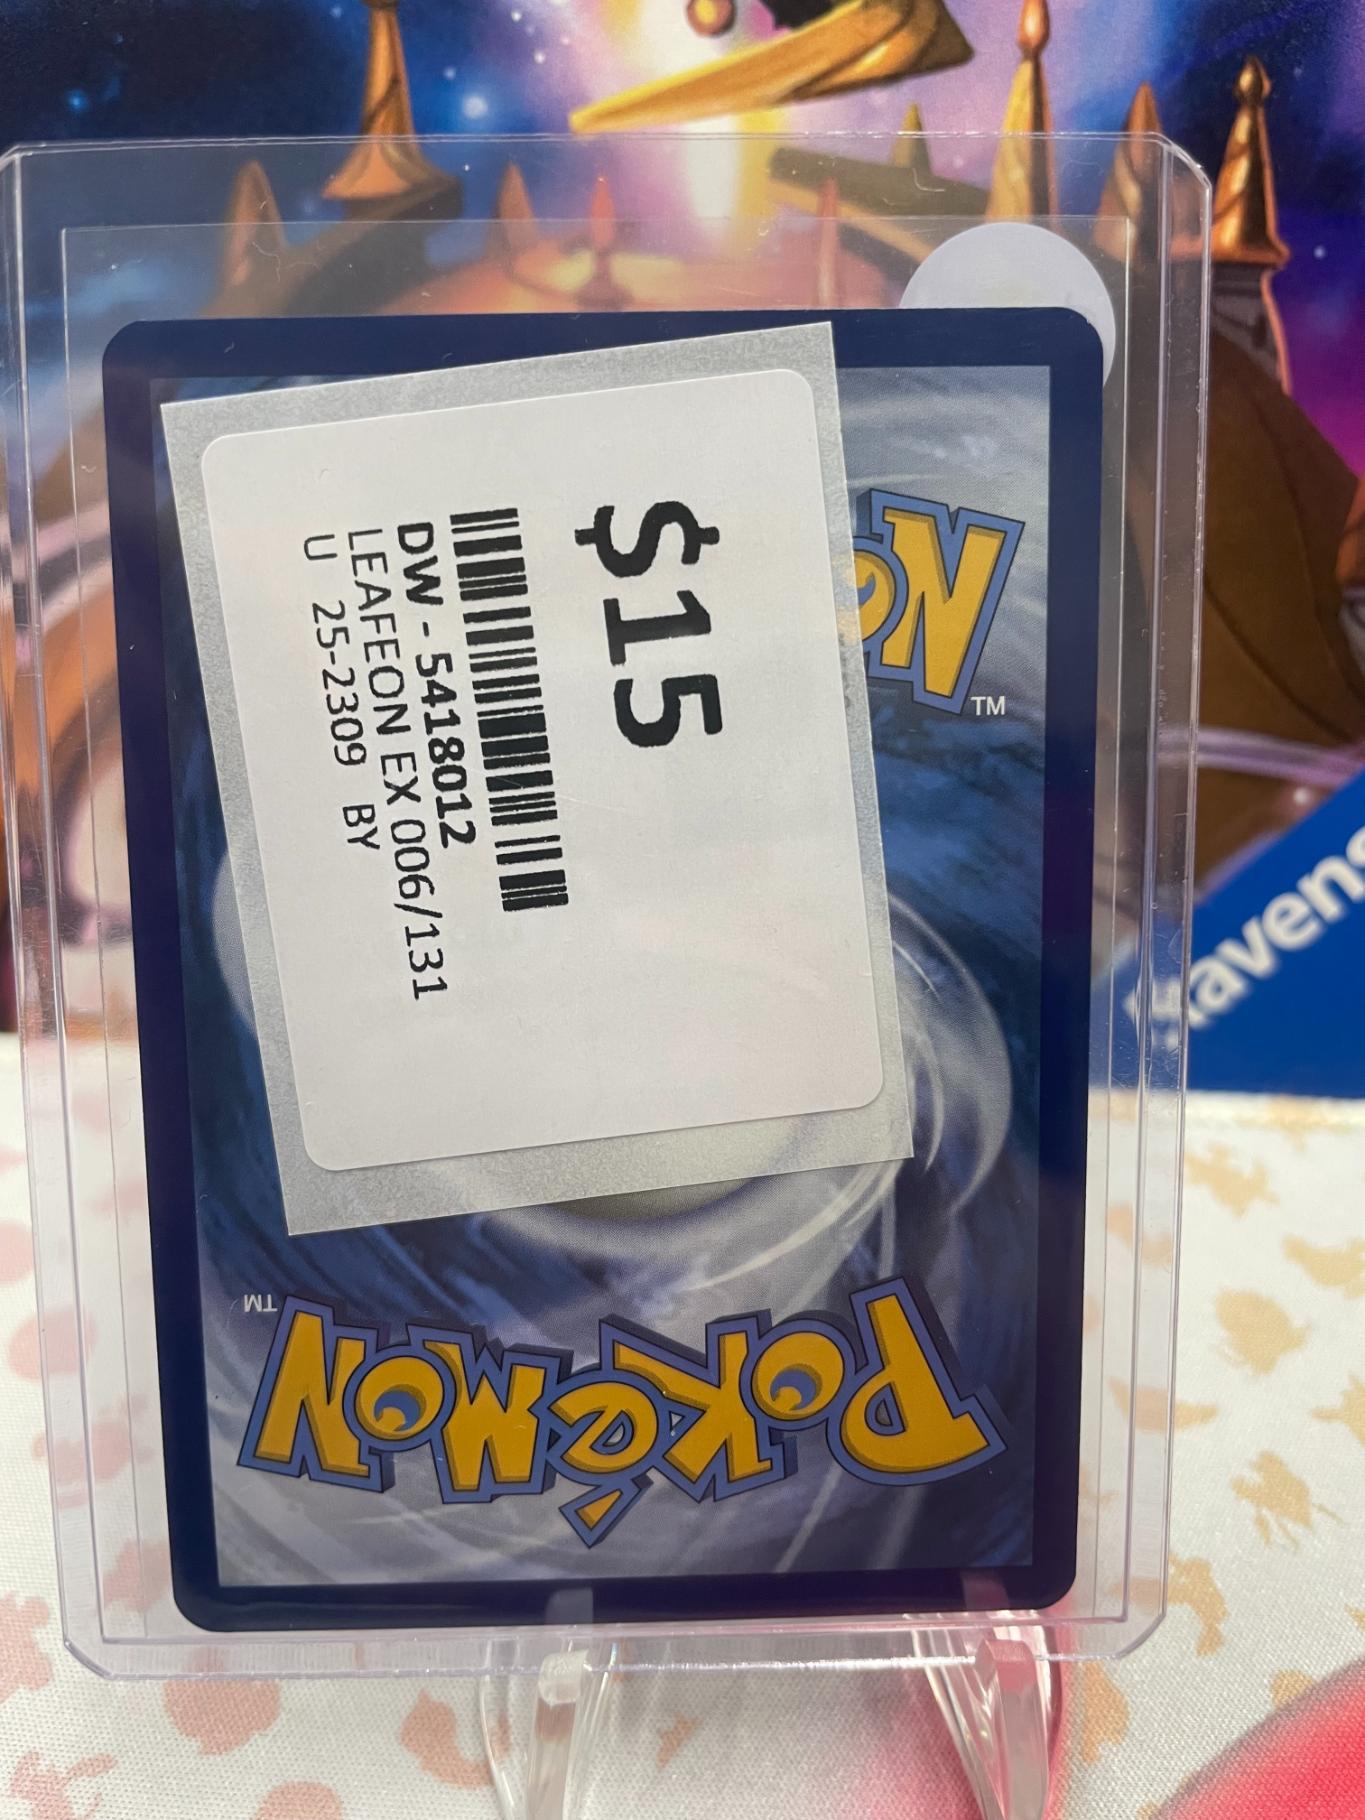 $15
DW - 5418012
LEAFEON EX 006/131
U 25-2309 BY
TM
POKéMON
TM